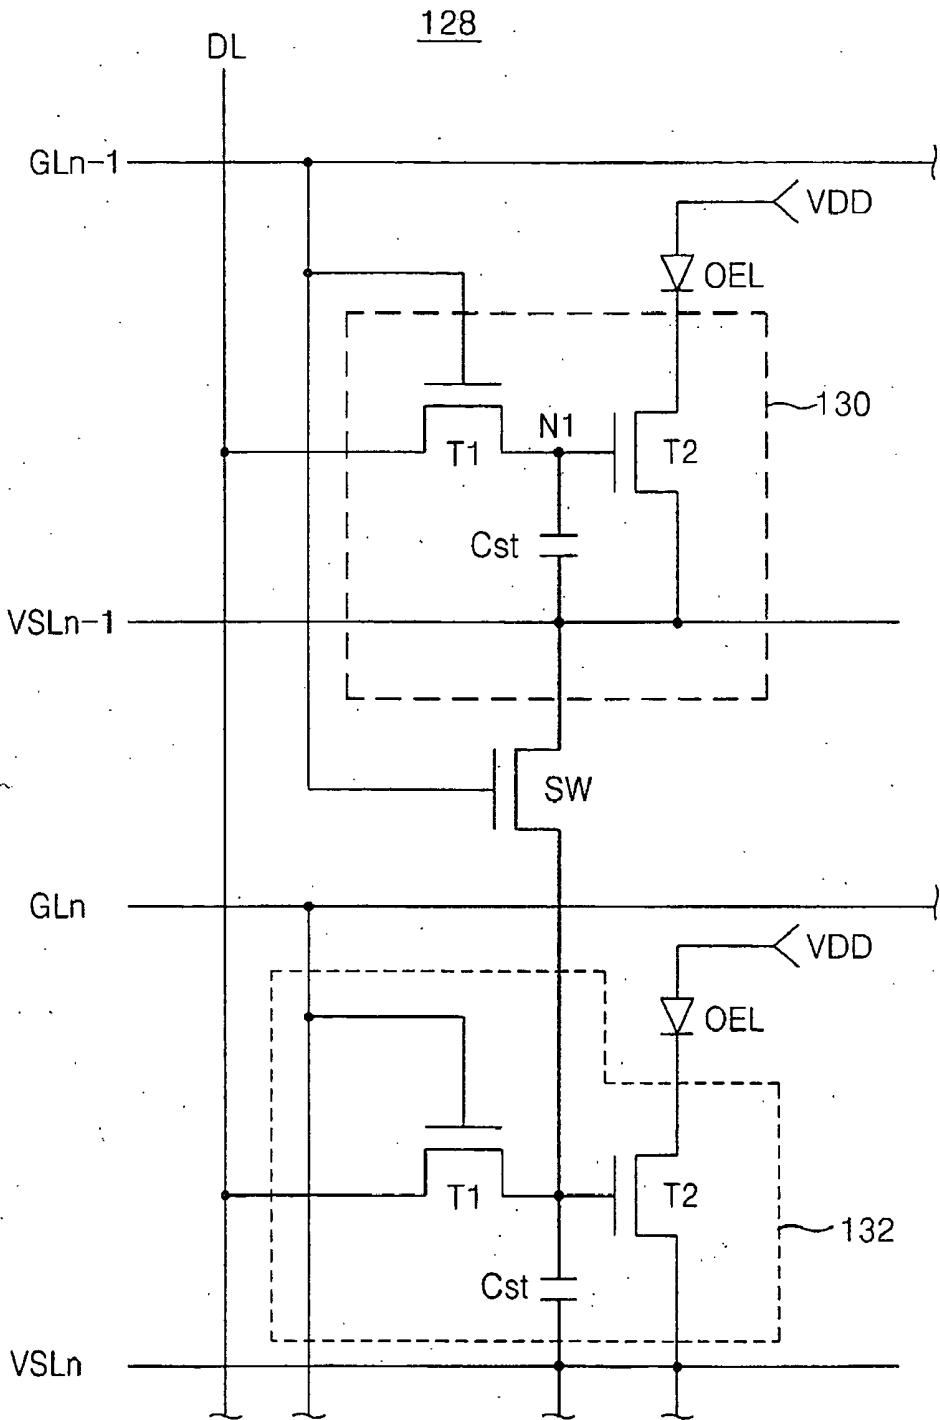 128
DL
GLn-1
VDD
OEL
130
N1
T1
T2
Cst
VSLn-1
SW
GLn
VDD
OEL
T1
T2
132
Cst
VSLn